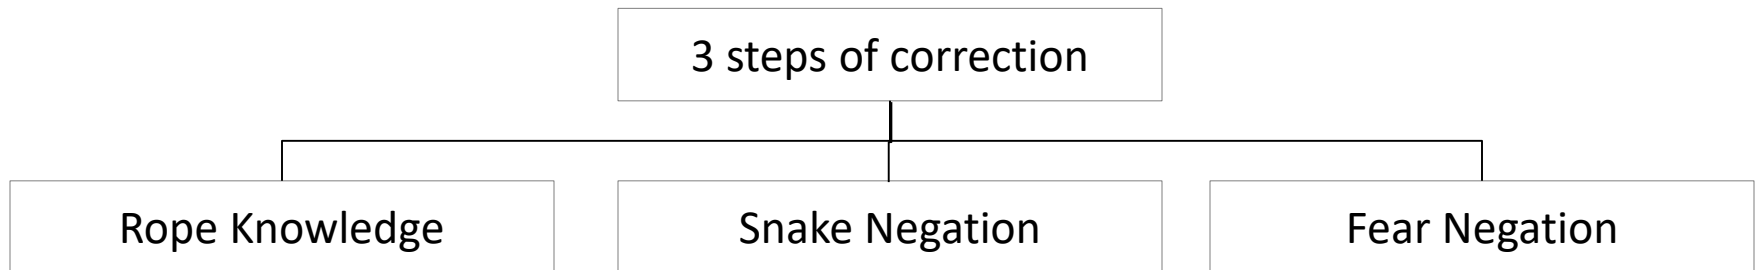 3 steps of correction
Rope Knowledge
Snake Negation
Fear Negation